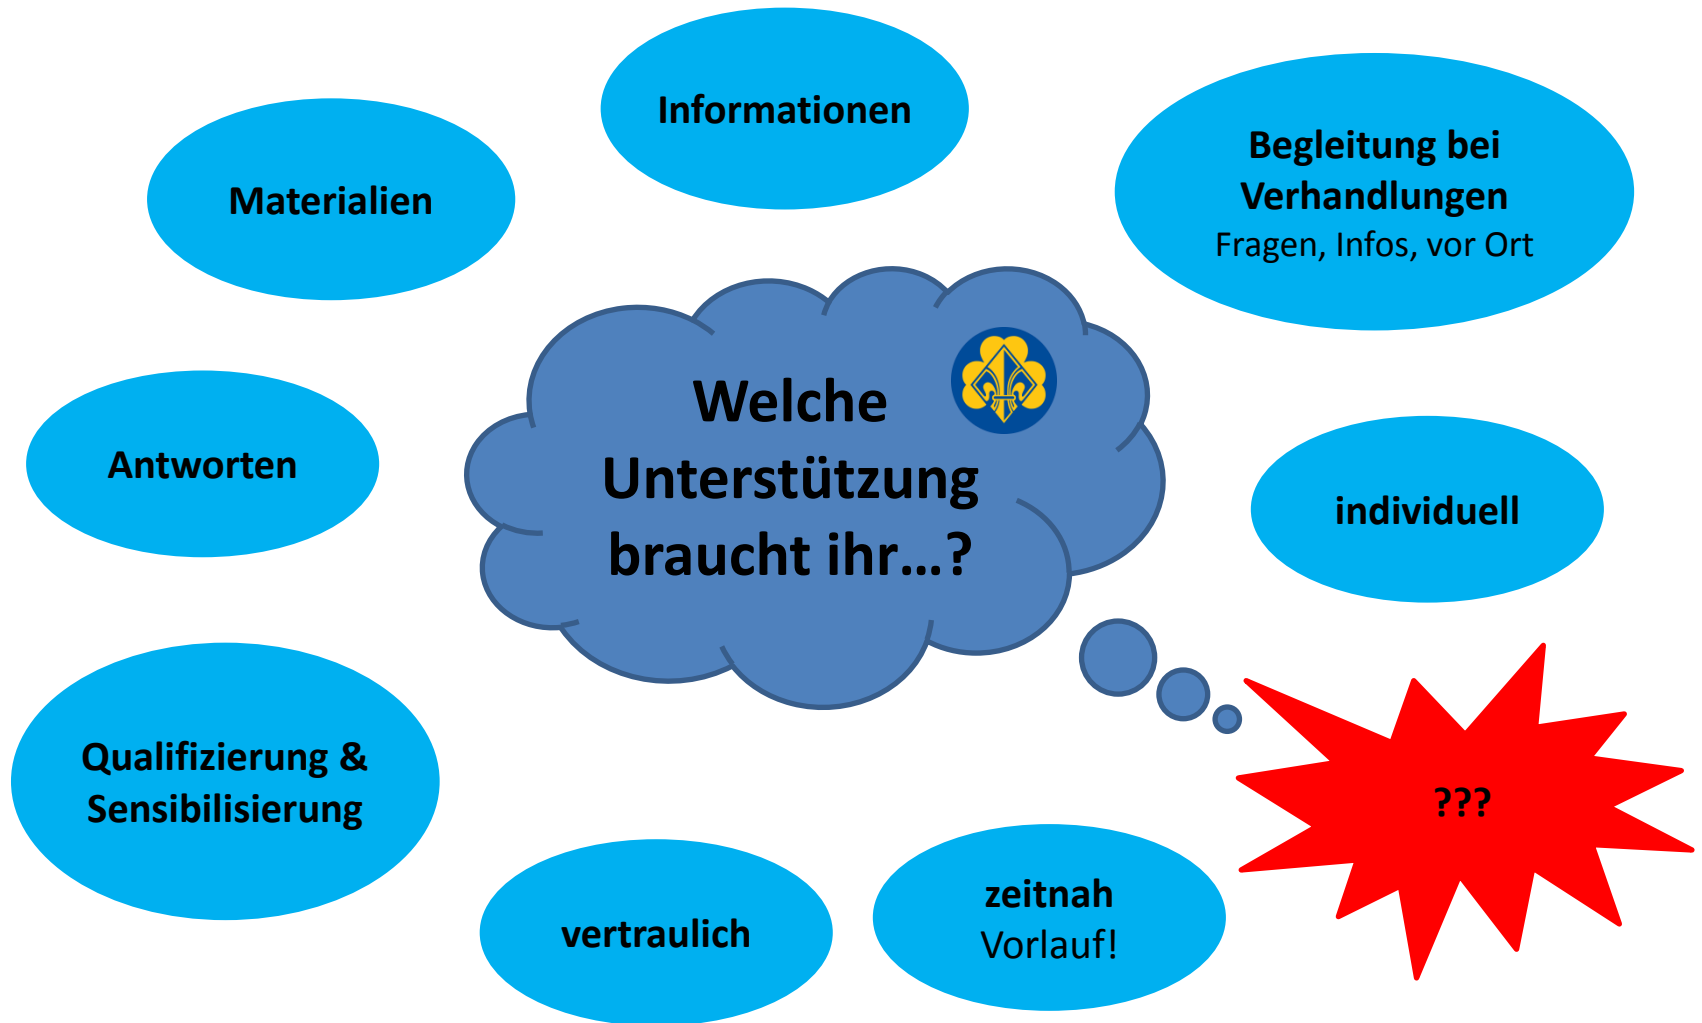 Informationen
Materialien
Begleitung bei
Verhandlungen
Fragen, Infos, vor Ort
Welche
Unterstützung
braucht ihr...?
Antworten
individuell
Qualifizierung &
Sensibilisierung
???
vertraulich
zeitnah
Vorlauf!